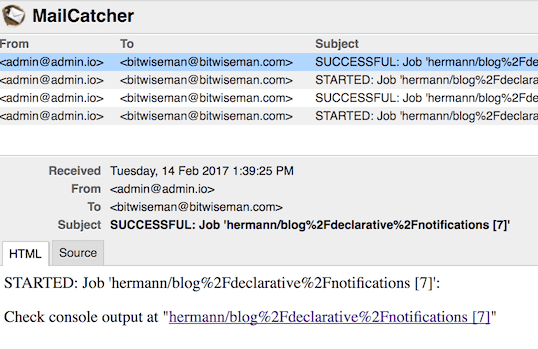 MailCatcher
From To Subject
<admin@admin.io> <bitwiseman@bitwiseman.com> SUCCESSFUL: Job 'hermann/blog%2Fde
<admin@admin.io> <bitwiseman@bitwiseman.com> STARTED: Job 'hermann/blog%2Fdeclara
<admin@admin.io> <bitwiseman@bitwiseman.com> SUCCESSFUL: Job 'hermann/blog%2Fde
<admin@admin.io> <bitwiseman@bitwiseman.com> STARTED: Job 'hermann/blog%2Fdeclara
Received Tuesday, 14 Feb 2017 1:39:25 PM
From <admin@admin.io>
To <bitwiseman@bitwiseman.com>
Subject SUCCESSFUL: Job 'hermann/blog%2Fdeclarative%2Fnotifications [7]'
HTML Source
STARTED: Job 'hermann/blog%2Fdeclarative%2Fnotifications [7]':
Check console output at "hermann/blog%2Fdeclarative%2Fnotifications [7]"